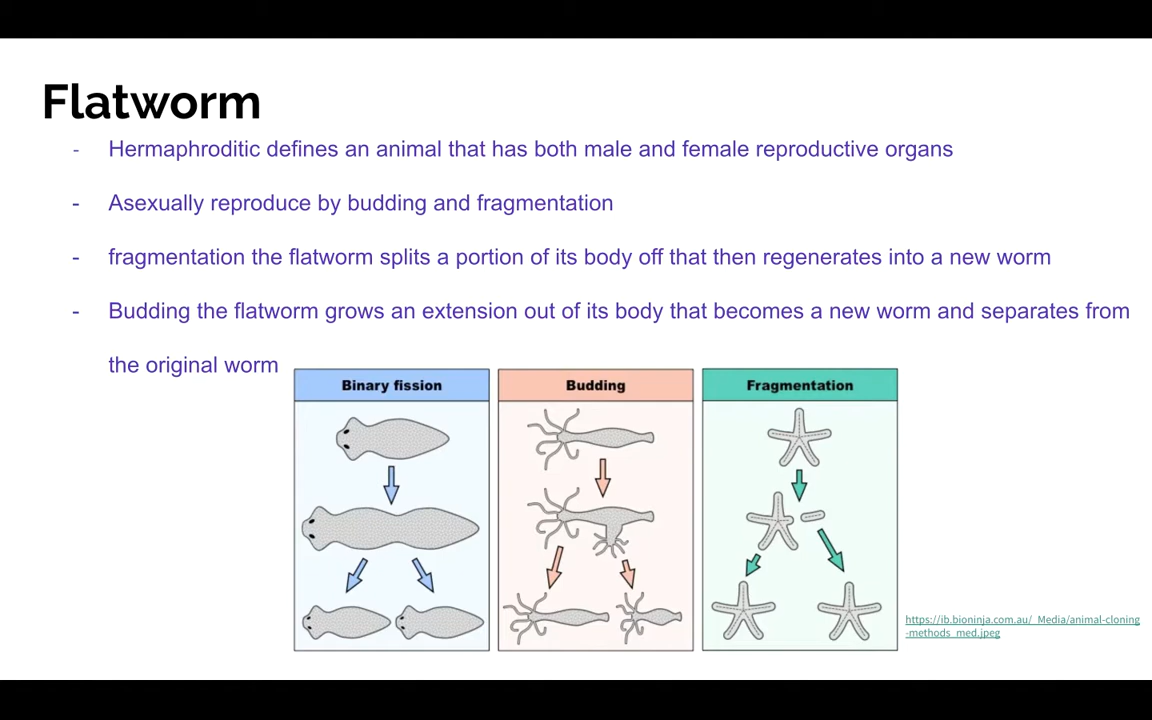 Flatworm
- Hermaphroditic defines an animal that has both male and female reproductive organs
- Asexually reproduce by budding and fragmentation
- fragmentation the flatworm splits a portion of its body off that then regenerates into a new worm
- Budding the flatworm grows an extension out of its body that becomes a new worm and separates from
the original worm
Binary fission
Budding
Fragmentation
https://ib.bioninja.com.au/_Media/animal-cloning
-methods_med.jpeg